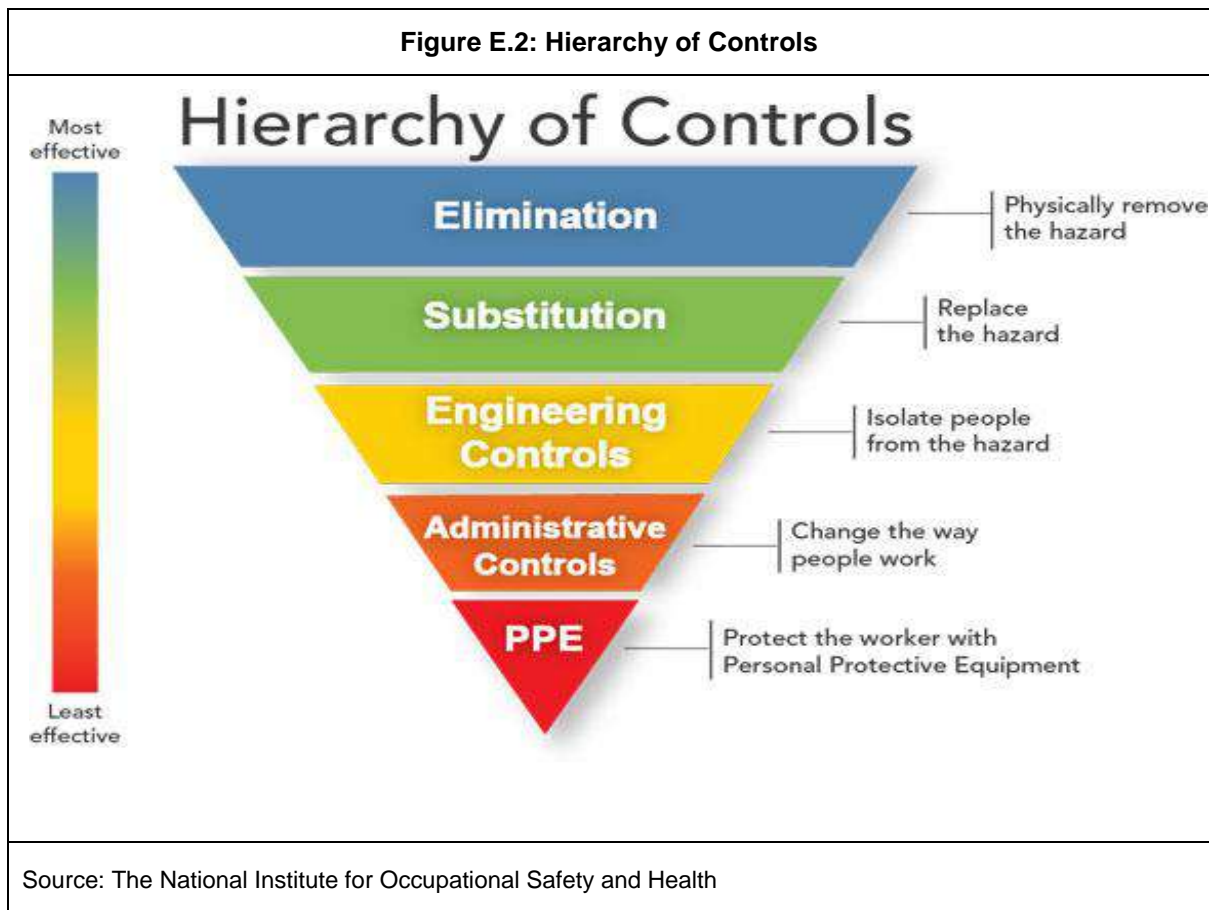 Figure E.2: Hierarchy of Controls
Hierarchy of Controls
Most
effective
Elimination
Physically remove
the hazard
Substitution
Replace
the hazard
Engineering
Controls
Isolate people
from the hazard
Administrative
Controls
Change the way
people work
PPE
Protect the worker with
Personal Protective Equipment
Least
effective
Source: The National Institute for Occupational Safety and Health